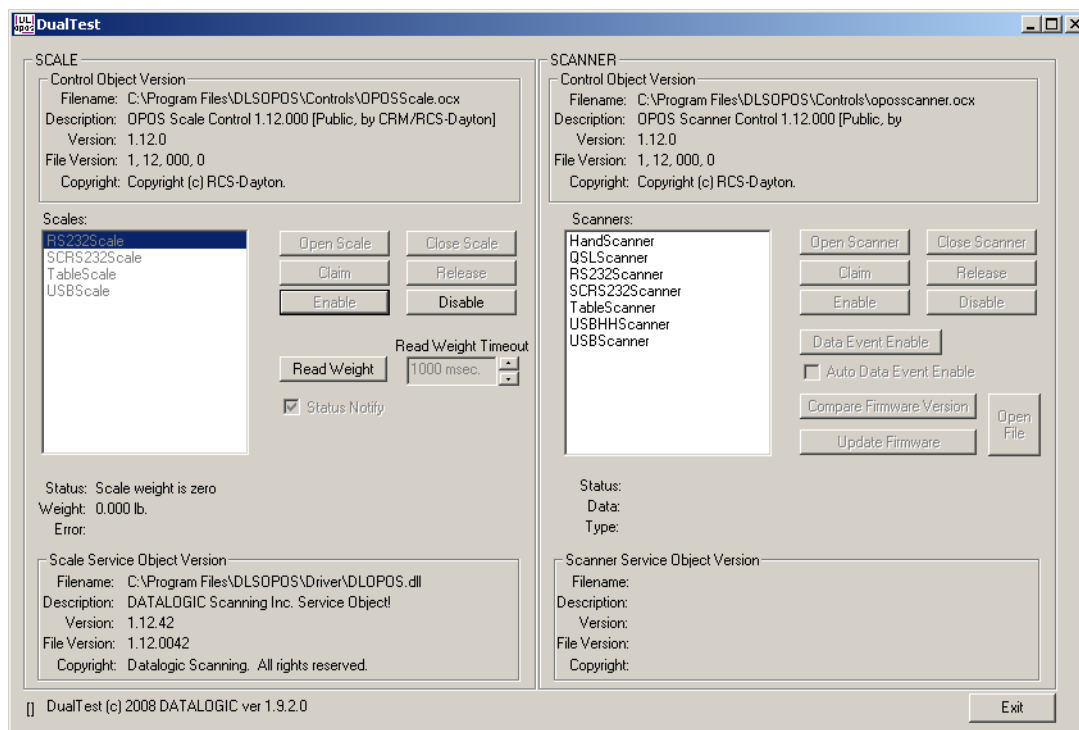 UL
opos
DualTest
SCALE
Control Object Version
Filename: C:\Program Files\DLSOPOS\Controls\OPOSScale.ocx
Description: OPOS Scale Control 1.12.000 [Public, by CRM/RCS-Dayton]
Version: 1.12.0
File Version: 1, 12, 000, 0
Copyright: Copyright (c) RCS-Dayton.
Scales:
RS232Scale
SCRS232Scale
TableScale
USBScale
Open Scale
Close Scale
Claim
Release
Enable
Disable
Read Weight Timeout
Read Weight
1000 msec.
Status Notify
Status: Scale weight is zero
Weight: 0.000 lb.
Error:
Scale Service Object Version
Filename: C:\Program Files\DLSOPOS\Driver\DLOPOS.dll
Description: DATALOGIC Scanning Inc. Service Object!
Version: 1.12.42
File Version: 1.12.0042
Copyright: Datalogic Scanning. All rights reserved.
SCANNER
Control Object Version
Filename: C:\Program Files\DLSOPOS\Controls\oposscanner.ocx
Description: OPOS Scanner Control 1.12.000 [Public, by
Version: 1.12.0
File Version: 1, 12, 000, 0
Copyright: Copyright (c) RCS-Dayton.
Scanners:
HandScanner
QSLScanner
RS232Scanner
SCRS232Scanner
TableScanner
USBHHScanner
USBScanner
Open Scanner
Close Scanner
Claim
Release
Enable
Disable
Data Event Enable
Auto Data Event Enable
Compare Firmware Version
Update Firmware
Open
File
Status:
Data:
Type:
Scanner Service Object Version
Filename:
Description:
Version:
File Version:
Copyright:
[] DualTest (c) 2008 DATALOGIC ver 1.9.2.0
Exit